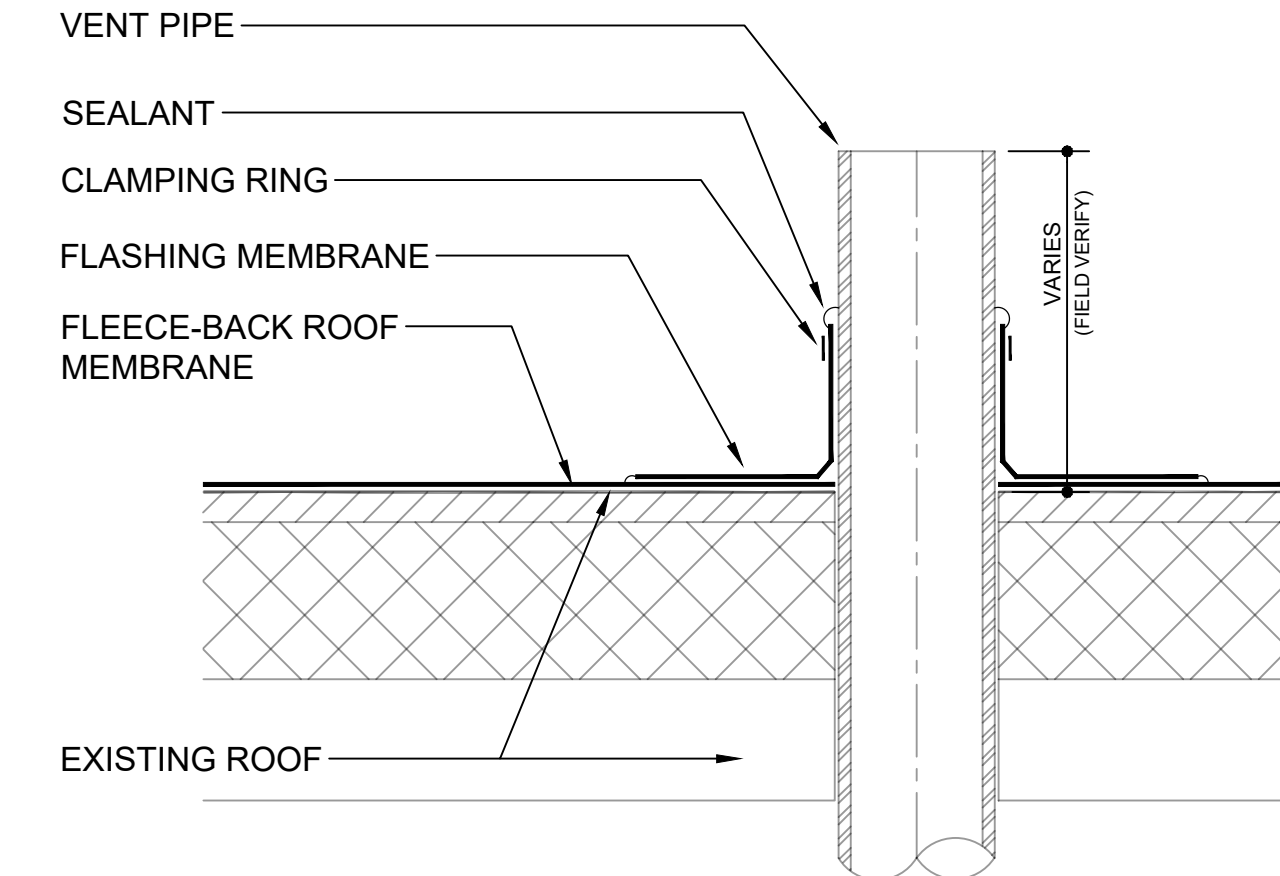 VENT PIPE
SEALANT
CLAMPING RING
FLASHING MEMBRANE
FLEECE-BACK ROOF
MEMBRANE
EXISTING ROOF
VARIES
(FIELD VERIFY)